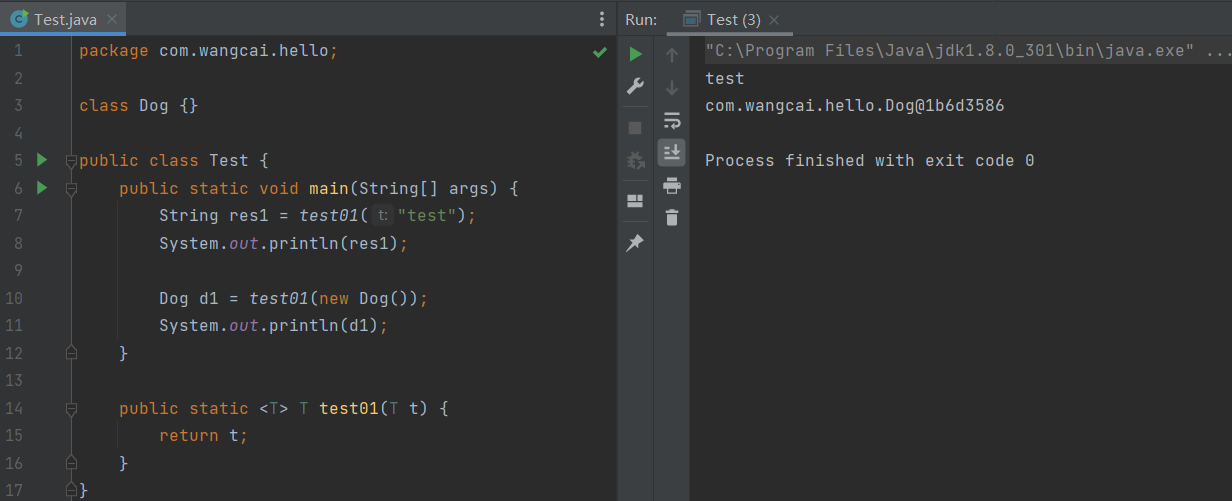 Test.java
1 package com.wangcai.hello;
2
3 class Dog {}
4
5 public class Test {
6 public static void main(String[] args) {
7 String res1 = test01( t: "test");
8 System.out.println(res1);
9
10 Dog d1 = test01(new Dog());
11 System.out.println(d1);
12 }
13
14 public static <T> T test01(T t) {
15 return t;
16 }
17 }
Run: Test (3)
"C:\Program Files\Java\jdk1.8.0_301\bin\java.exe" ...
test
com.wangcai.hello.Dog@1b6d3586
Process finished with exit code 0